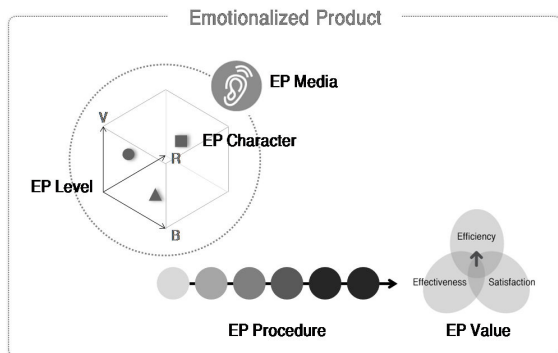 Emotionalized Product
EP Media
V
EP Character
R
EP Level
B
Efficiency
Effectiveness
Satisfaction
EP Procedure
EP Value